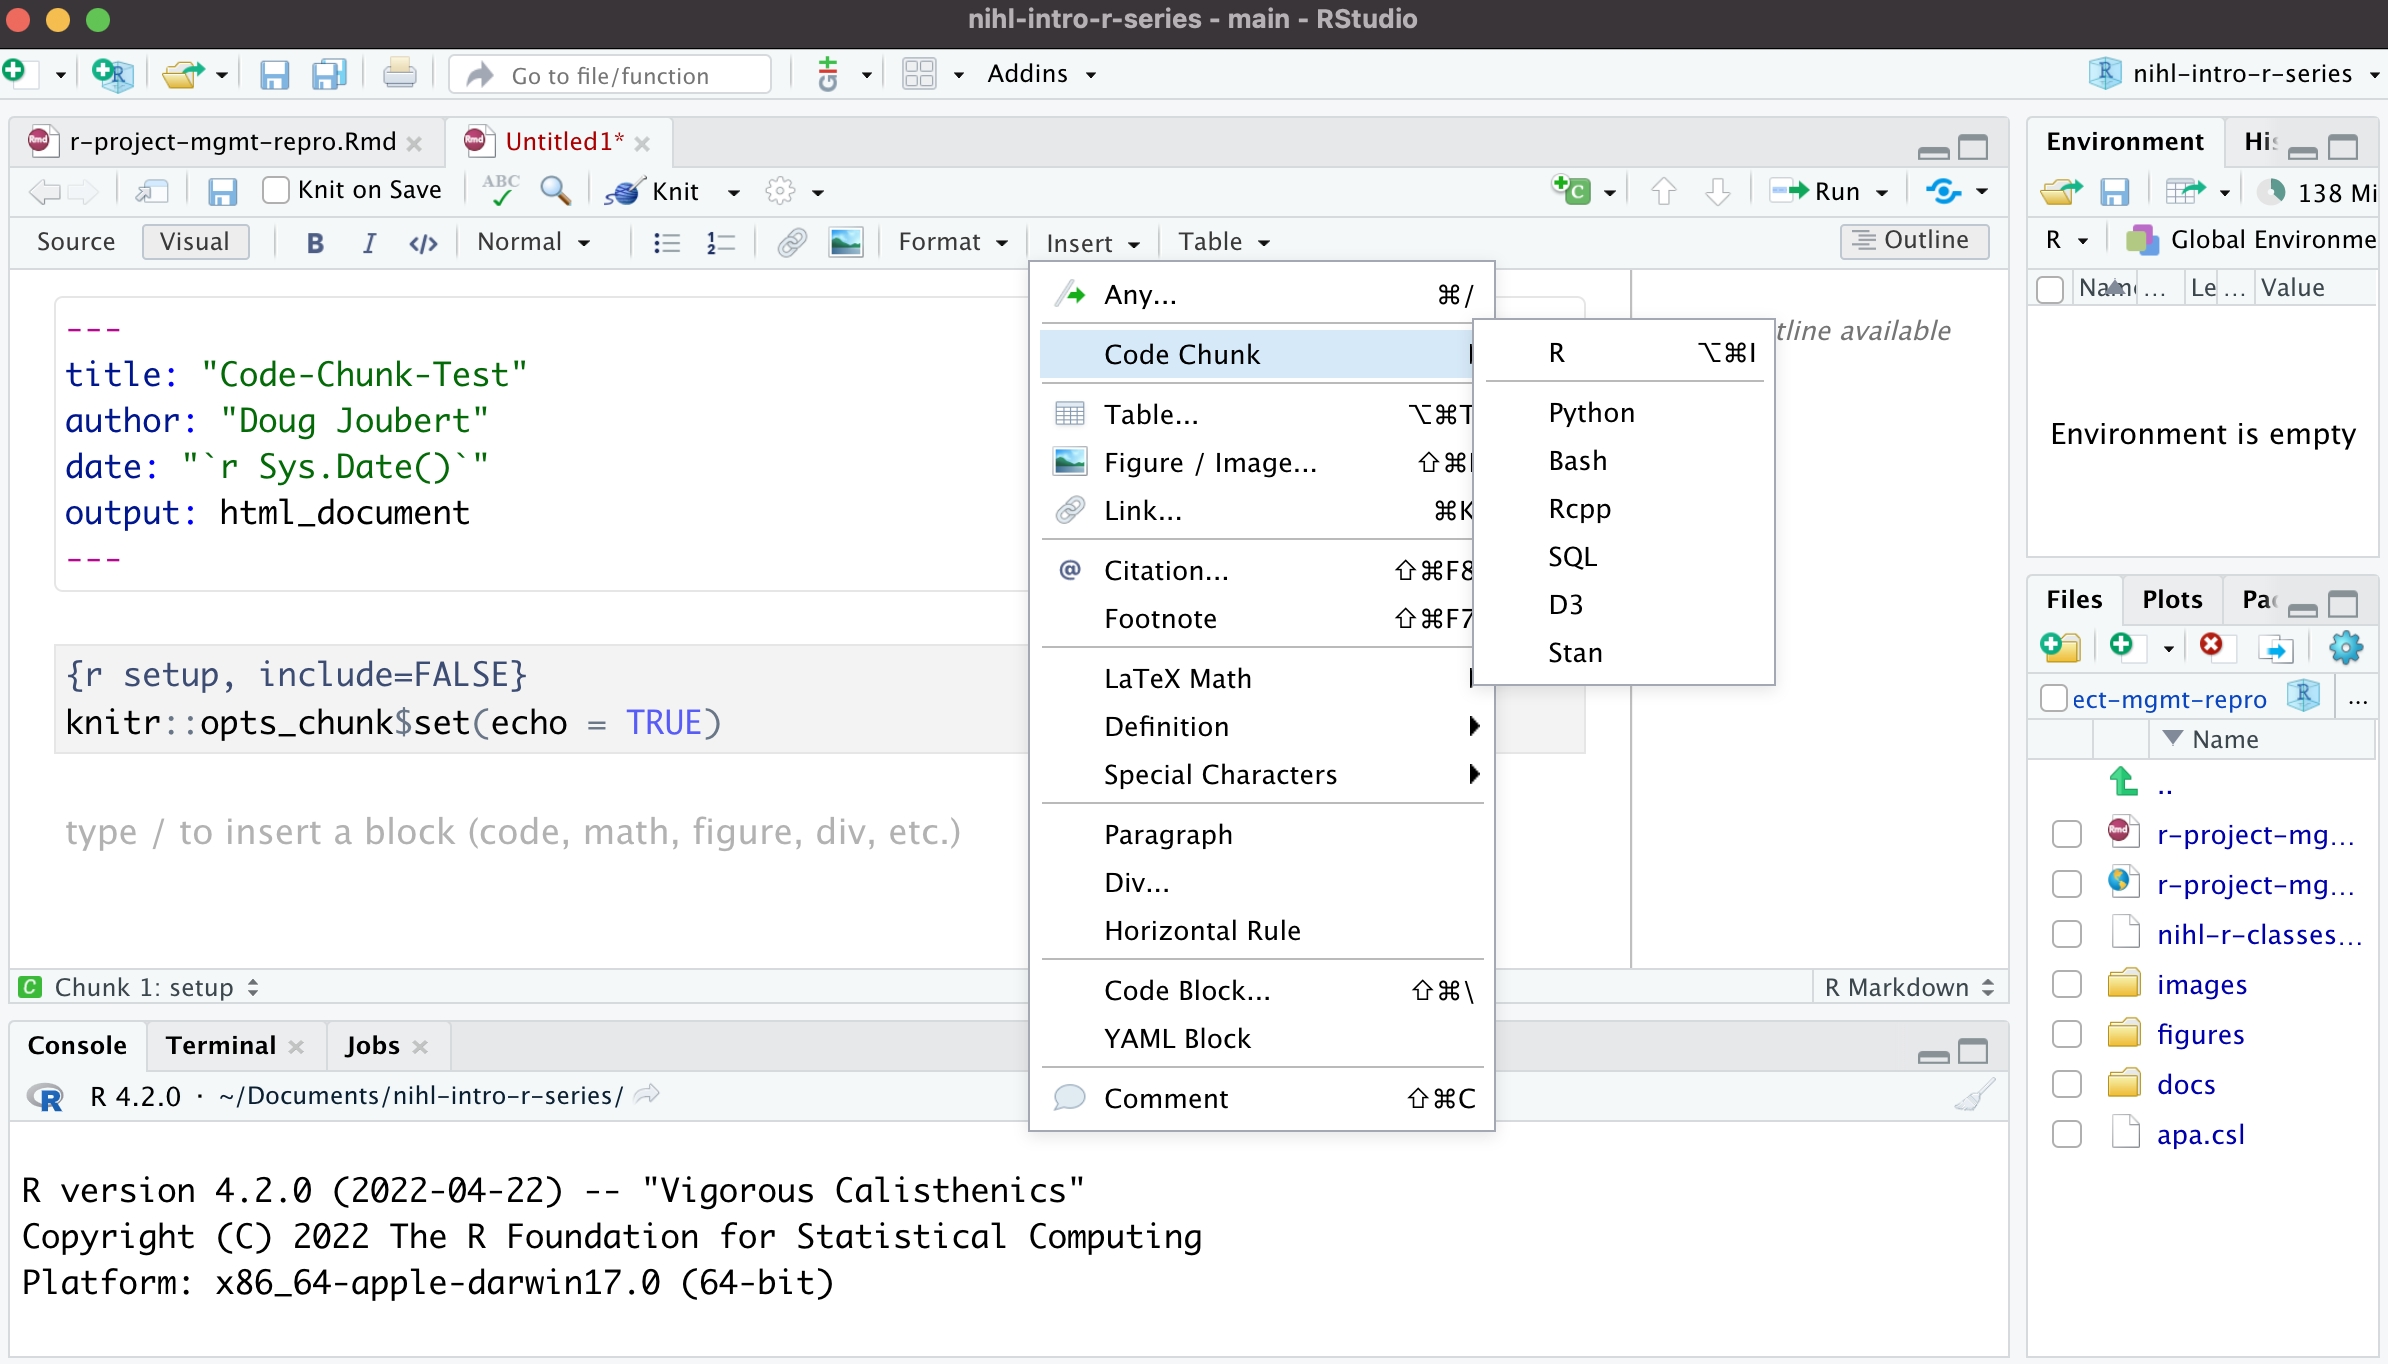 nihl-intro-r-series - main - RStudio
Go to file/function
Addins
nihl-intro-r-series
r-project-mgmt-repro.Rmd
Untitled1*
Knit on Save
ABC
Knit
Run
Source
Visual
B
I
</>
Normal
Format
Insert
Table
Outline
---
title: "Code-Chunk-Test"
author: "Doug Joubert"
date: "`r Sys.Date()`"
output: html_document
---
{r setup, include=FALSE}
knitr::opts_chunk$set(echo = TRUE)
type / to insert a block (code, math, figure, div, etc.)
Any... ⌘/
Code Chunk
Table... ⌥⌘T
Figure / Image... ⇧⌘I
Link... ⌘K
@ Citation... ⇧⌘F8
Footnote ⇧⌘F7
LaTeX Math
Definition
Special Characters
Paragraph
Div...
Horizontal Rule
Code Block... ⇧⌘\
YAML Block
Comment ⇧⌘C
R ⌥⌘I
Python
Bash
Rcpp
SQL
D3
Stan
tline available
C Chunk 1: setup
R Markdown
Console
Terminal
Jobs
R 4.2.0 · ~/Documents/nihl-intro-r-series/
R version 4.2.0 (2022-04-22) -- "Vigorous Calisthenics"
Copyright (C) 2022 The R Foundation for Statistical Computing
Platform: x86_64-apple-darwin17.0 (64-bit)
Environment
His
138 Mi
R
Global Environme
Name
...
Le...
Value
Environment is empty
Files
Plots
Pac
ect-mgmt-repro
...
Name
..
r-project-mg...
r-project-mg...
nihl-r-classes...
images
figures
docs
apa.csl